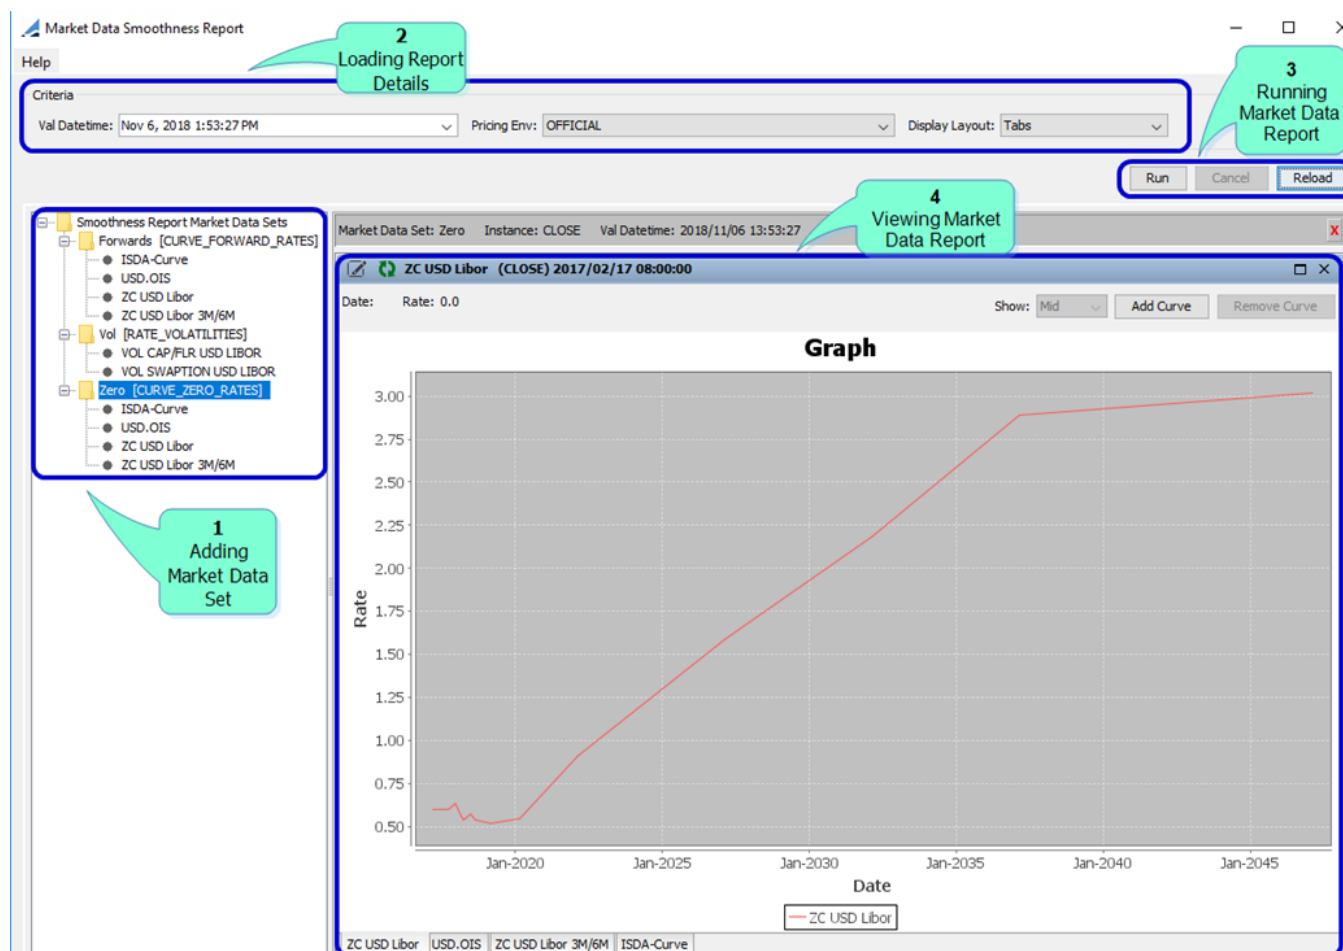 Market Data Smoothness Report
Help
2
Loading Report
Details
3
Running
Market Data
Report
Criteria
Val Datetime: Nov 6, 2018 1:53:27 PM Pricing Env: OFFICIAL Display Layout: Tabs
Run Cancel Reload
4
Viewing Market
Data Report
Smoothness Report Market Data Sets
Forwards [CURVE_FORWARD_RATES]
ISDA-Curve
USD.OIS
ZC USD Libor
ZC USD Libor 3M/6M
Vol [RATE_VOLATILITIES]
VOL CAP/FLR USD LIBOR
VOL SWAPTION USD LIBOR
Zero [CURVE_ZERO_RATES]
ISDA-Curve
USD.OIS
ZC USD Libor
ZC USD Libor 3M/6M
1
Adding
Market Data
Set
Market Data Set: Zero Instance: CLOSE Val Datetime: 2018/11/06 13:53:27 X
ZC USD Libor (CLOSE) 2017/02/17 08:00:00
Date: Rate: 0.0 Show: Mid Add Curve Remove Curve
Graph
3.00
2.75
2.50
2.25
2.00
1.75
1.50
1.25
1.00
0.75
0.50
Rate
Jan-2020 Jan-2025 Jan-2030 Jan-2035 Jan-2040 Jan-2045
Date
ZC USD Libor
ZC USD Libor USD.OIS ZC USD Libor 3M/6M ISDA-Curve